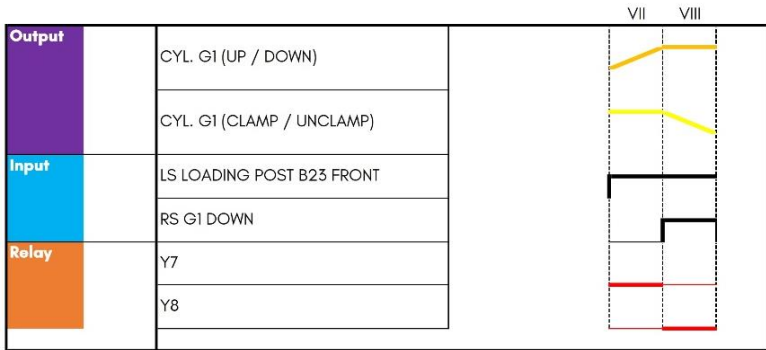 VII VIII
Output
CYL. G1 (UP / DOWN)
CYL. G1 (CLAMP / UNCLAMP)
Input
LS LOADING POST B23 FRONT
RS G1 DOWN
Relay
Y7
Y8